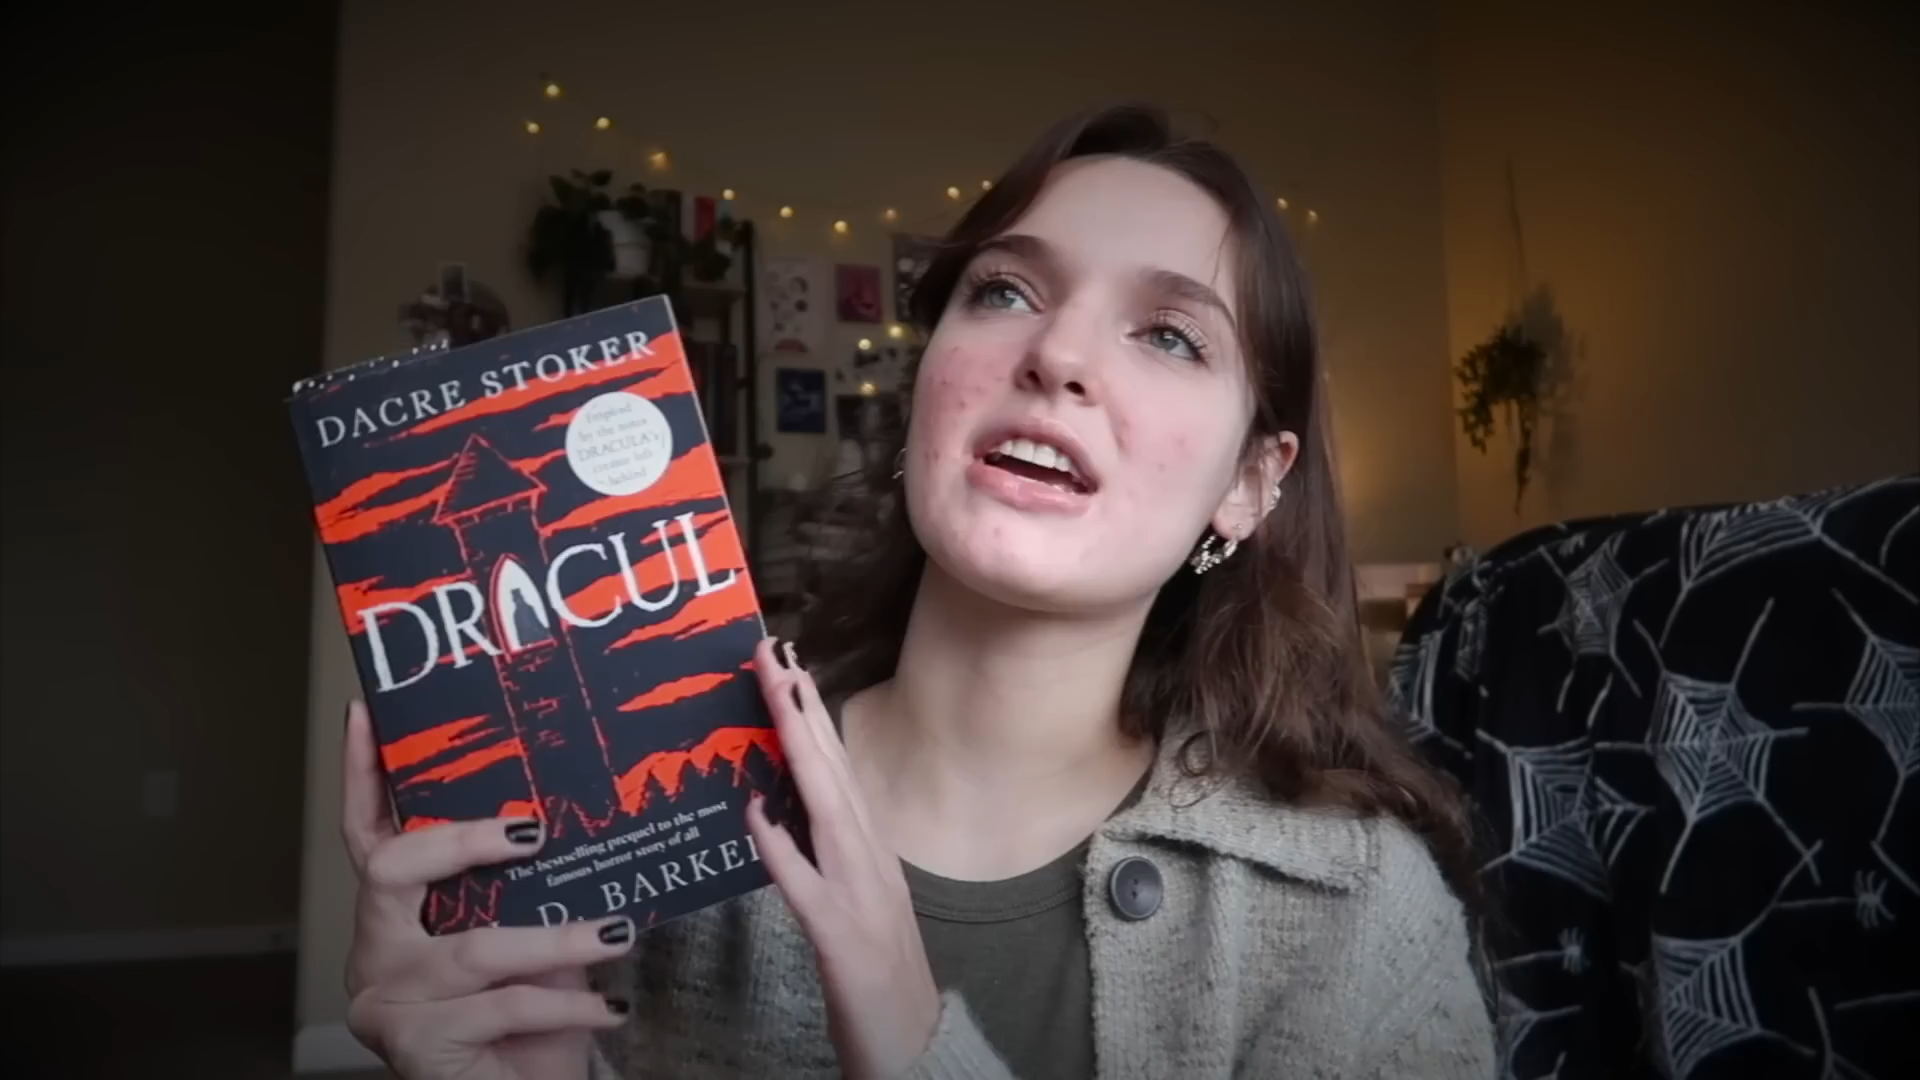 DACRE STOKER
Inspired
by the notes
DRACULA's
creator left
behind
DRACUL
The bestselling prequel to the most
famous horror story of all
D. BARKE